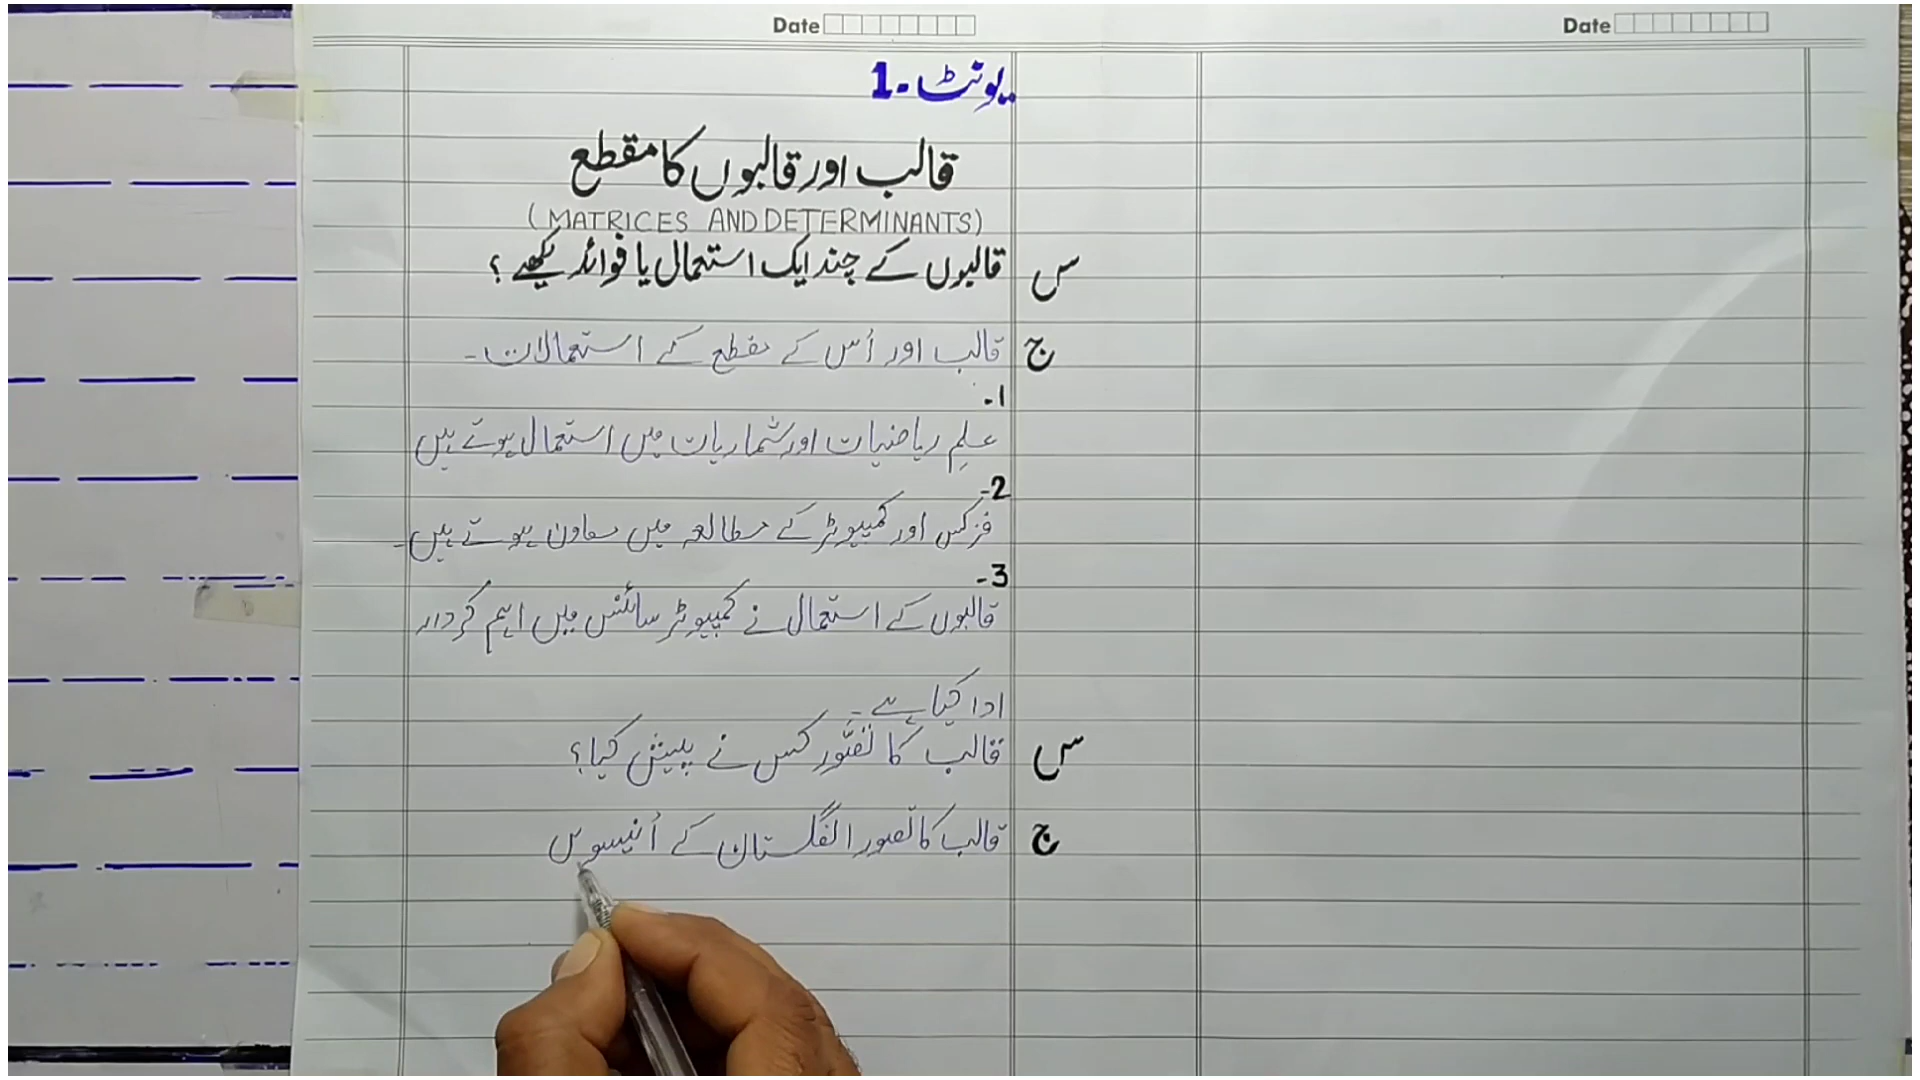 Date
Date
یونٹ ۔1
قالب اور قالبوں کا مقطع
(MATRICES AND DETERMINANTS)
س قالبوں کے چند ایک استعمال یا فوائد لکھیے ؟
ج قالب اور اُس کے مقطع کے استعمالات۔
1-
علمِ ریاضیات اور شماریات میں استعمال ہوتے ہیں
2-
فزکس اور کمپیوٹر کے مطالعہ میں معاون ہوتے ہیں۔
3-
قالبوں کے استعمال نے کمپیوٹر سائنس میں اہم کردار
ادا کیا ہے۔
س قالب کا تصّور کس نے پیش کیا؟
ج قالب کا تصور انگلستان کے اُنیسویں